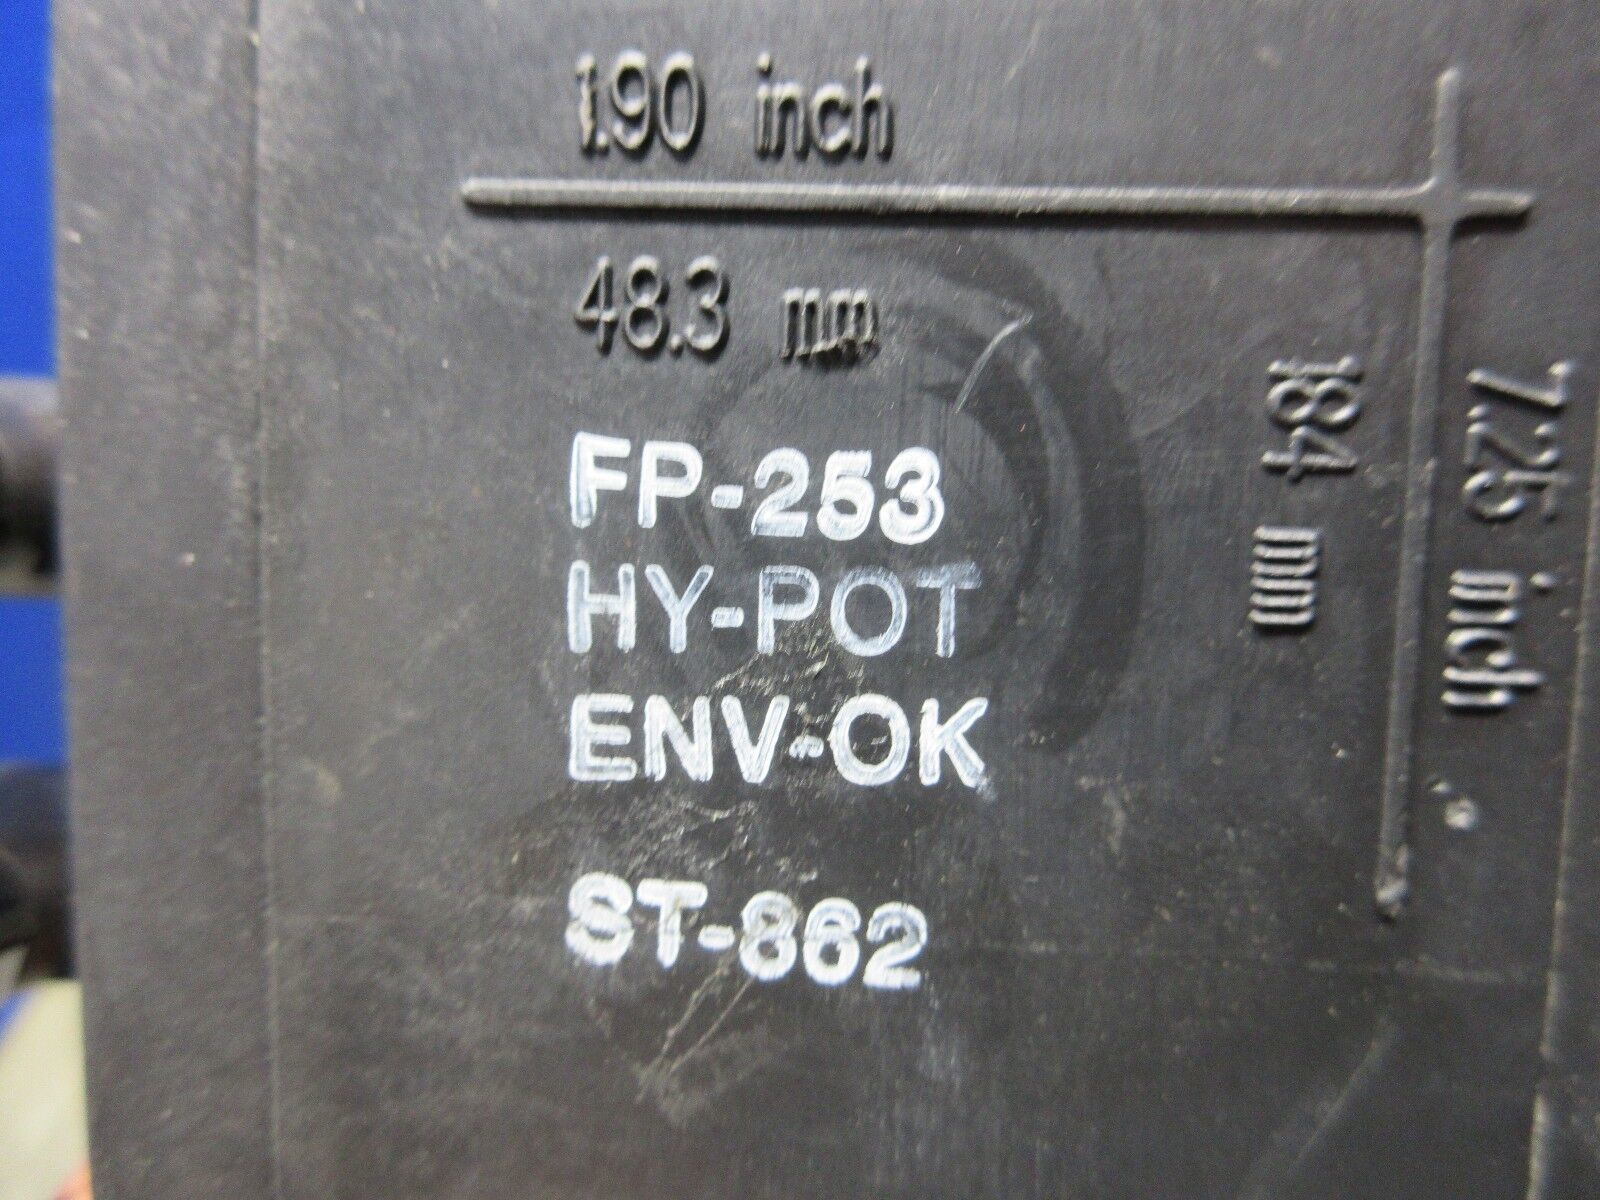 1.90 inch
48.3 mm
184 mm
7.25 inch
FP-253
HY-POT
ENV-OK
ST-862